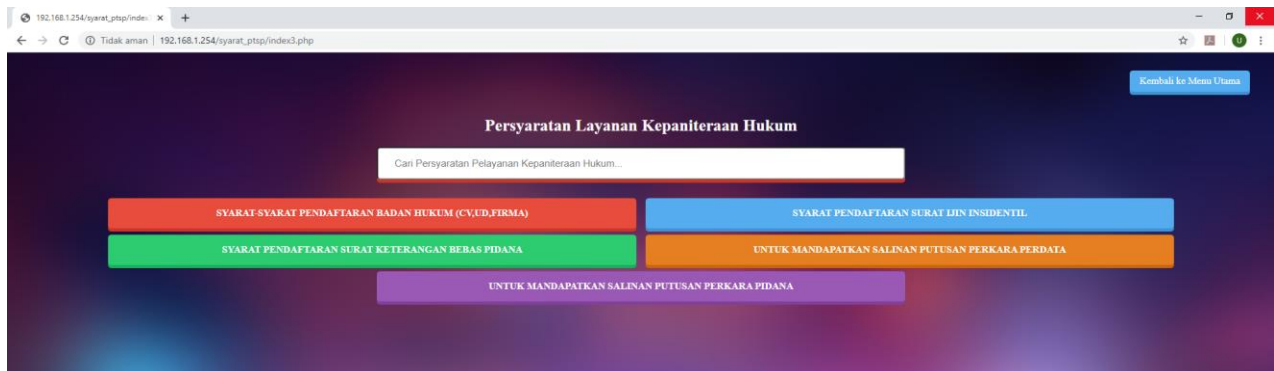 192.168.1.254/syarat_ptsp/index
Tidak aman | 192.168.1.254/syarat_ptsp/index3.php
U
Kembali ke Menu Utama
Persyaratan Layanan Kepaniteraan Hukum
Cari Persyaratan Pelayanan Kepaniteraan Hukum...
SYARAT-SYARAT PENDAFTARAN BADAN HUKUM (CV,UD,FIRMA)
SYARAT PENDAFTARAN SURAT IJIN INSIDENTIL
SYARAT PENDAFTARAN SURAT KETERANGAN BEBAS PIDANA
UNTUK MANDAPATKAN SALINAN PUTUSAN PERKARA PERDATA
UNTUK MANDAPATKAN SALINAN PUTUSAN PERKARA PIDANA